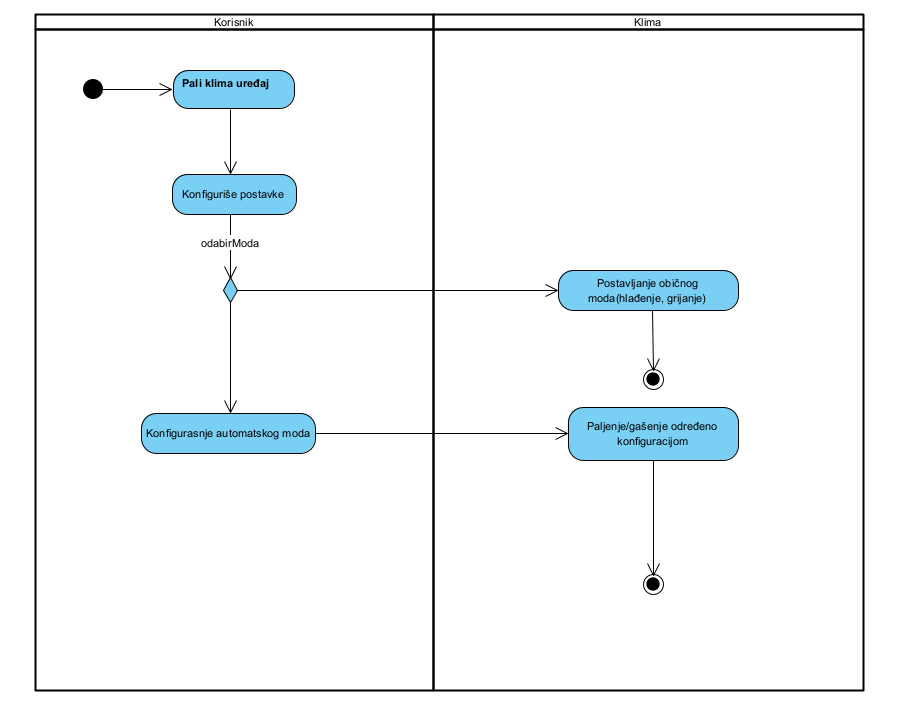 Korisnik
Klima
Pali klima uređaj
Konfiguriše postavke
odabirModa
Postavljanje običnog
moda(hlađenje, grijanje)
Konfigurasnje automatskog moda
Paljenje/gašenje određeno
konfiguracijom